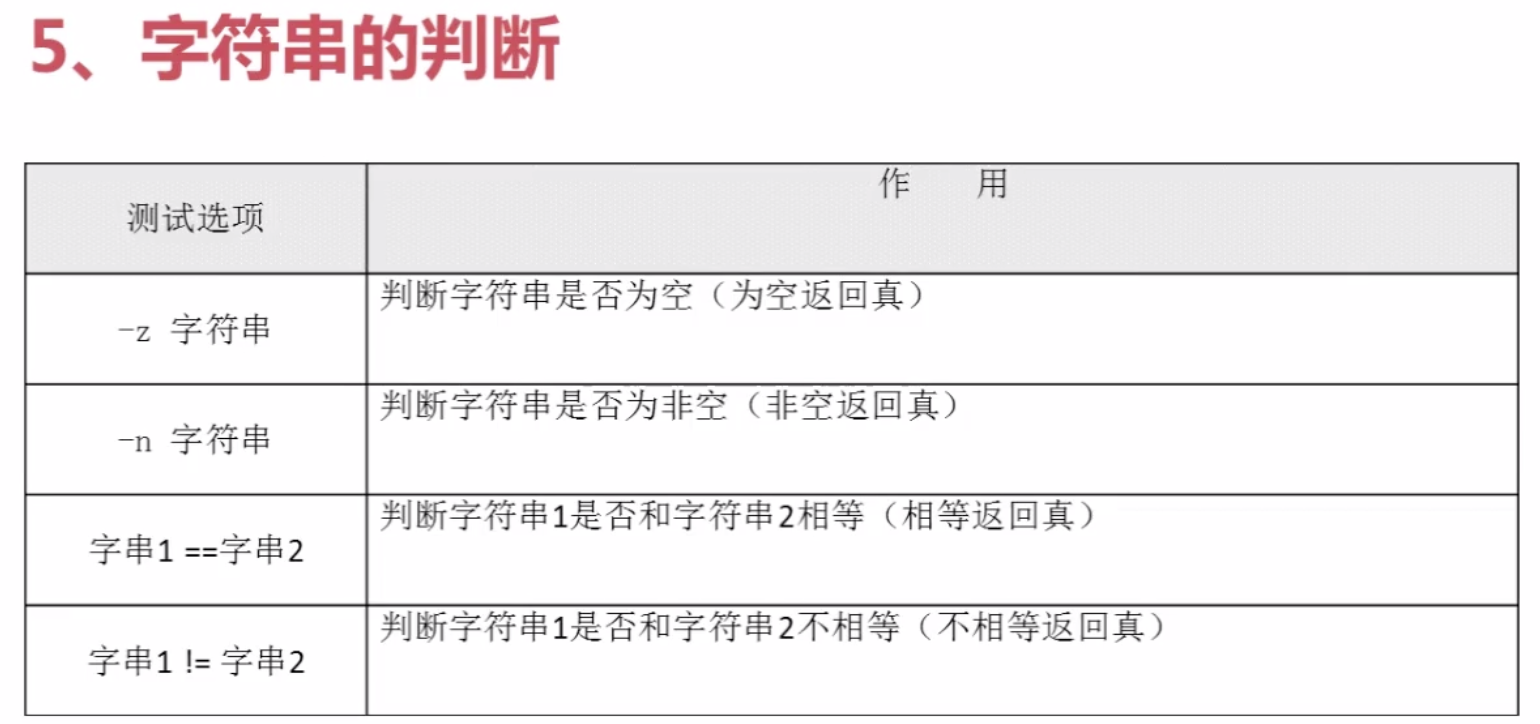 5、字符串的判断
测试选项
作 用
-z 字符串
判断字符串是否为空（为空返回真）
-n 字符串
判断字符串是否为非空（非空返回真）
字串1 ==字串2
判断字符串1是否和字符串2相等（相等返回真）
字串1 != 字串2
判断字符串1是否和字符串2不相等（不相等返回真）